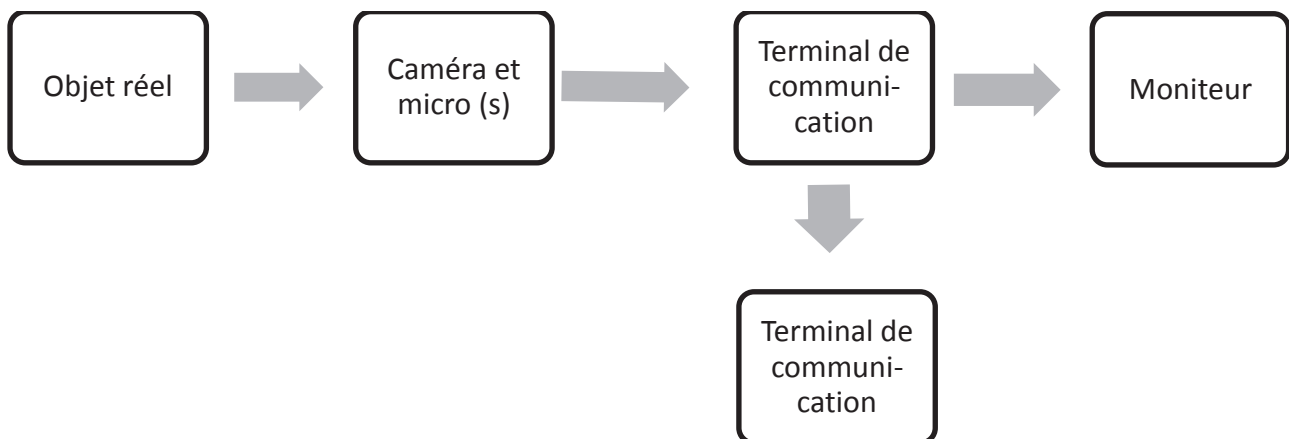 Objet réel
Caméra et
micro (s)
Terminal de
communi-
cation
Moniteur
Terminal de
communi-
cation